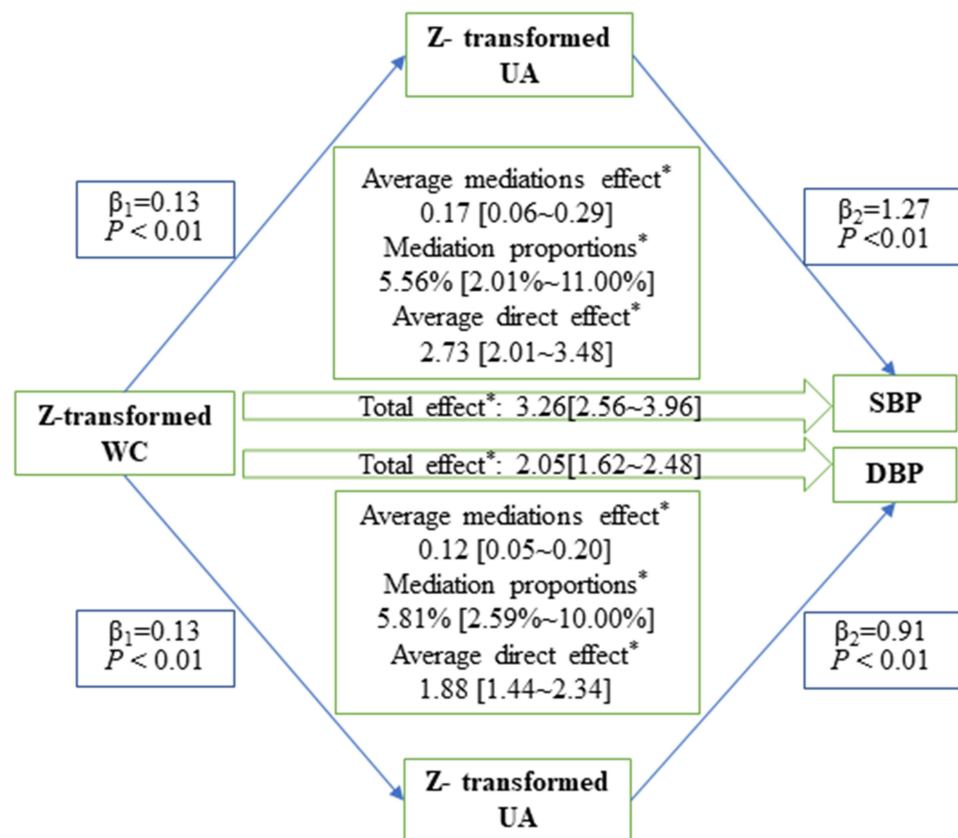 Z- transformed
UA
β₁=0.13
P < 0.01
Average mediations effect*
0.17 [0.06~0.29]
Mediation proportions*
5.56% [2.01%~11.00%]
Average direct effect*
2.73 [2.01~3.48]
β₂=1.27
P <0.01
Z-transformed
WC
Total effect*: 3.26[2.56~3.96]
SBP
Total effect*: 2.05[1.62~2.48]
DBP
Average mediations effect*
0.12 [0.05~0.20]
Mediation proportions*
5.81% [2.59%~10.00%]
Average direct effect*
1.88 [1.44~2.34]
β₁=0.13
P < 0.01
β₂=0.91
P < 0.01
Z- transformed
UA